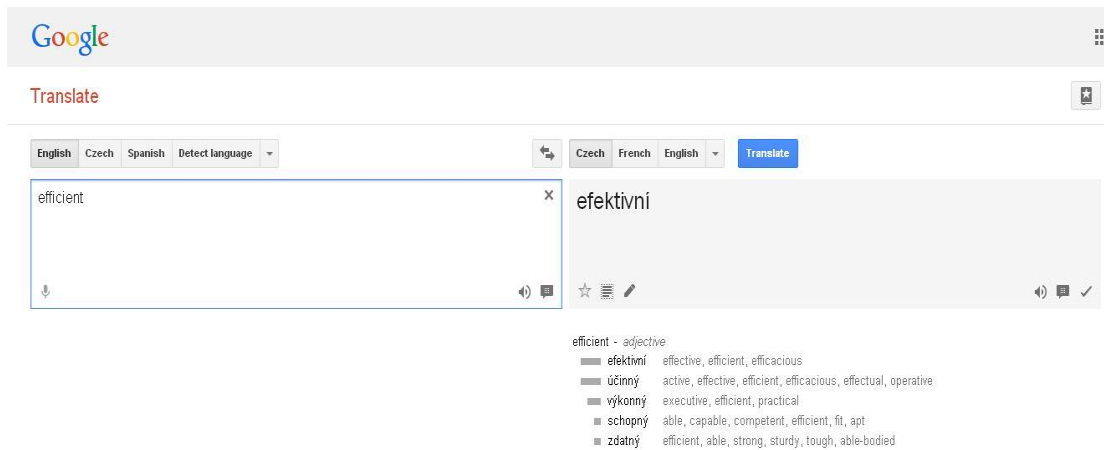 Google
Translate
English Czech Spanish Detect language Czech French English Translate
efficient efektivní
efficient - adjective
efektivní effective, efficient, efficacious
účinný active, effective, efficient, efficacious, effectual, operative
výkonný executive, efficient, practical
schopný able, capable, competent, efficient, fit, apt
zdatný efficient, able, strong, sturdy, tough, able-bodied